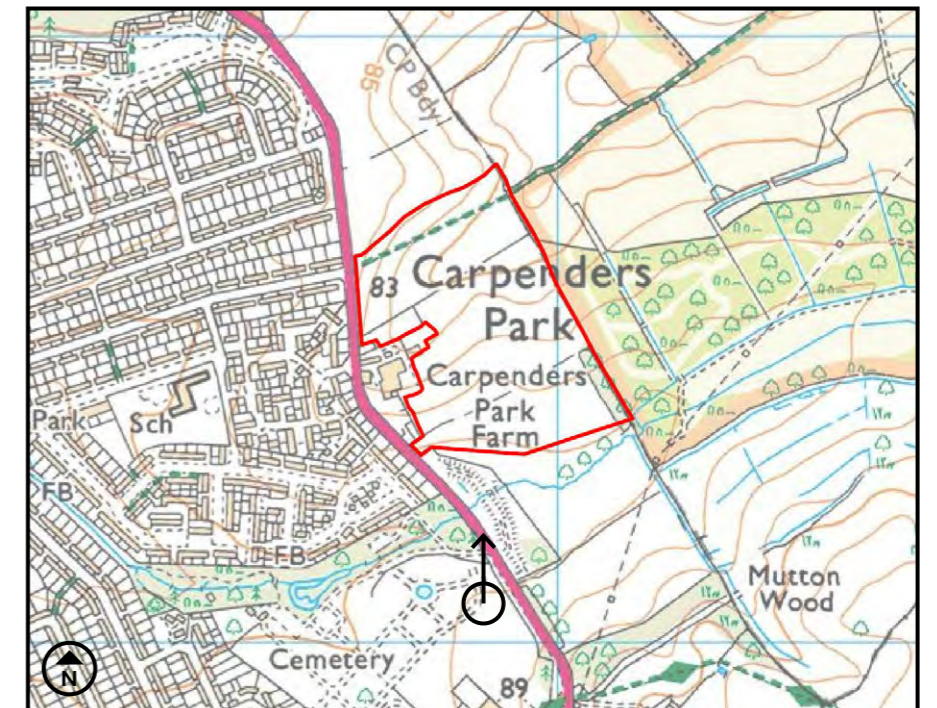 85
CP Bdy
83
Carpenders
Park
Carpenders
Park
Farm
Park
Sch
FB
FB
Mutton
Wood
Cemetery
89
N